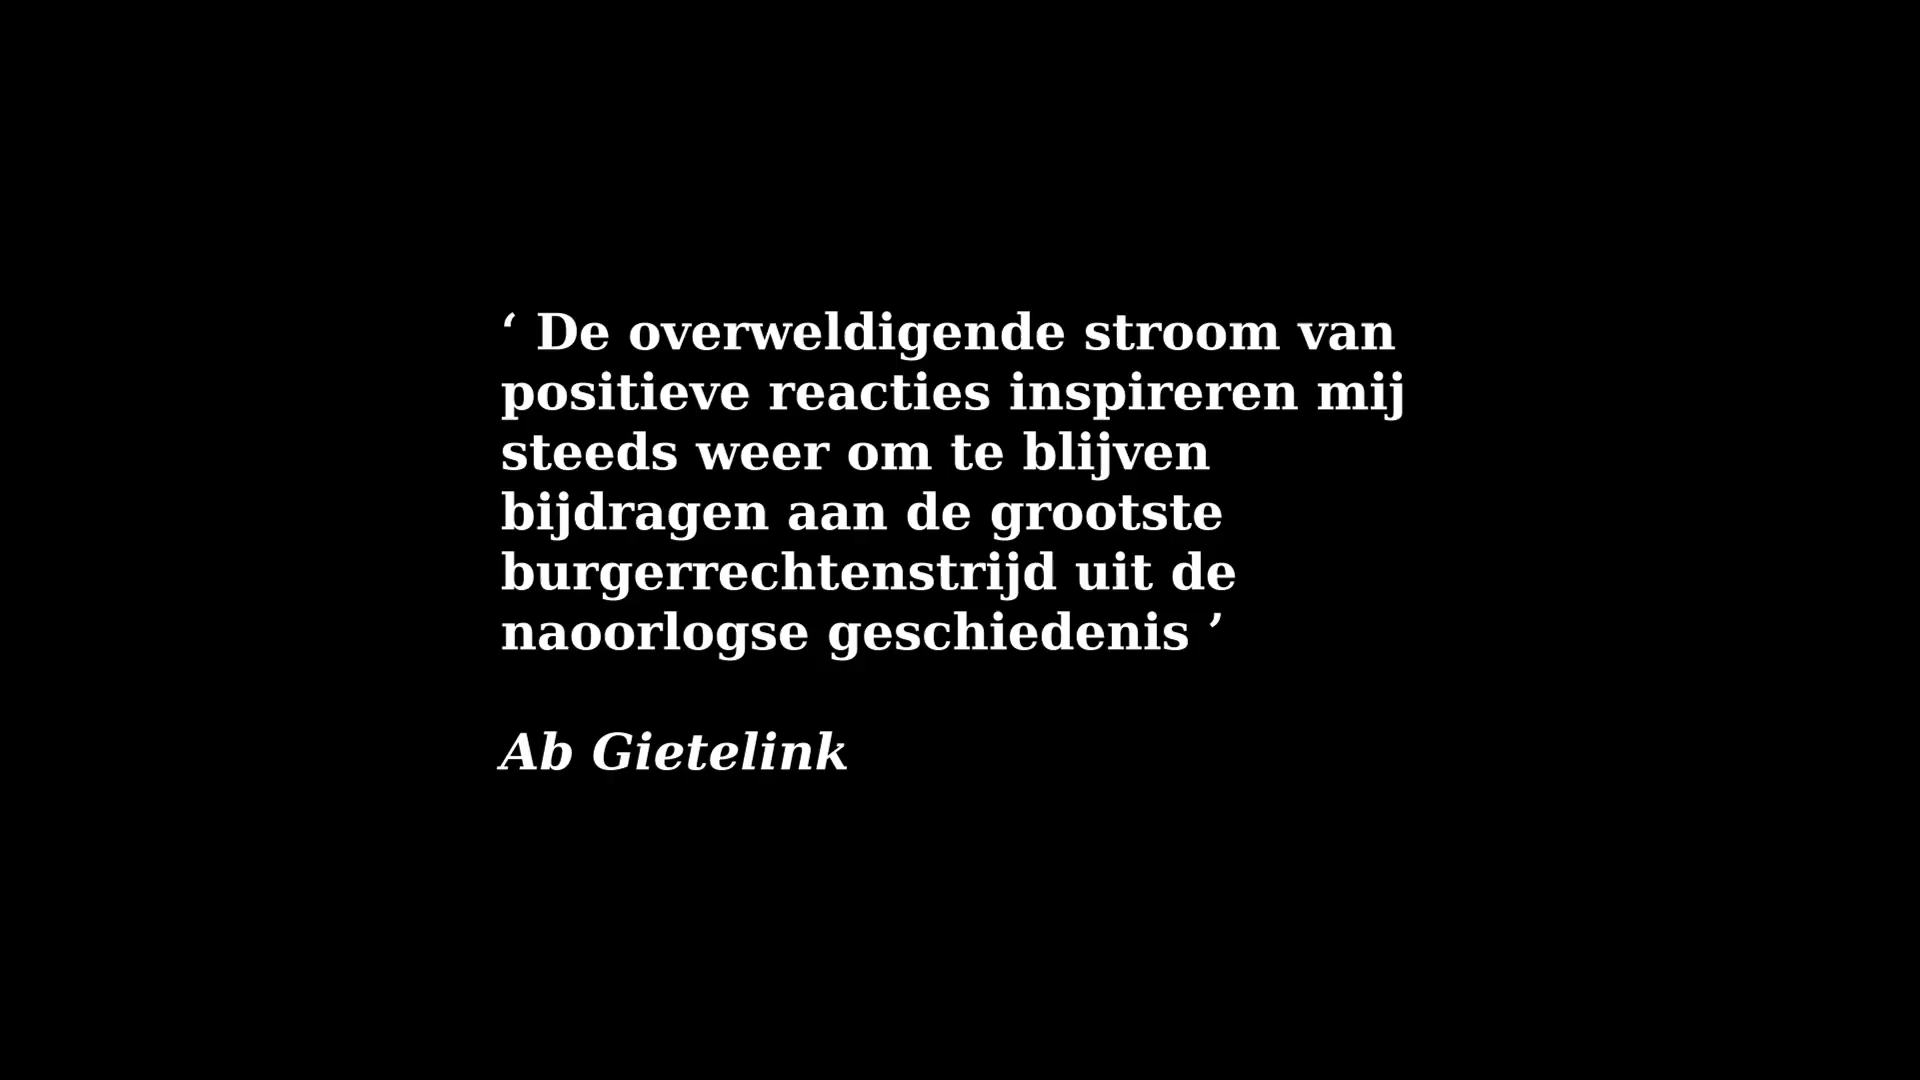 ‘ De overweldigende stroom van
positieve reacties inspireren mij
steeds weer om te blijven
bijdragen aan de grootste
burgerrechtenstrijd uit de
naoorlogse geschiedenis ’
Ab Gietelink